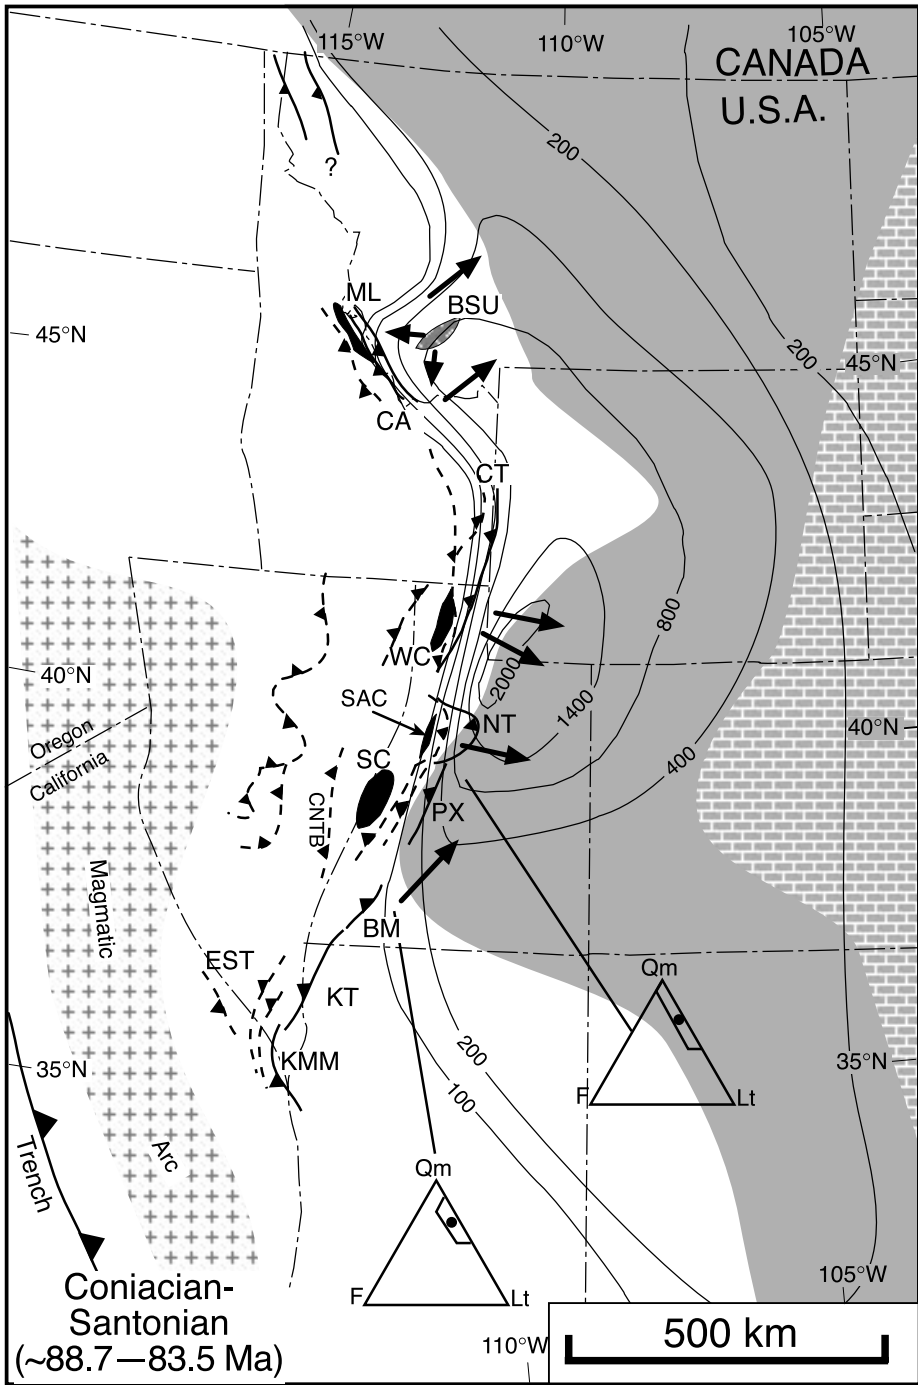 115°W
110°W
105°W
CANADA
U.S.A.
200
?
ML
BSU
45°N
200
45°N
CA
CT
800
WC
40°N
2000
SAC
1400
NT
40°N
Oregon
California
SC
400
CNTB
PX
Magmatic
BM
EST
Qm
KT
200
35°N
KMM
35°N
100
F
Lt
Trench
Arc
Qm
105°W
Coniacian-
Santonian
(~88.7—83.5 Ma)
F
Lt
110°W
500 km